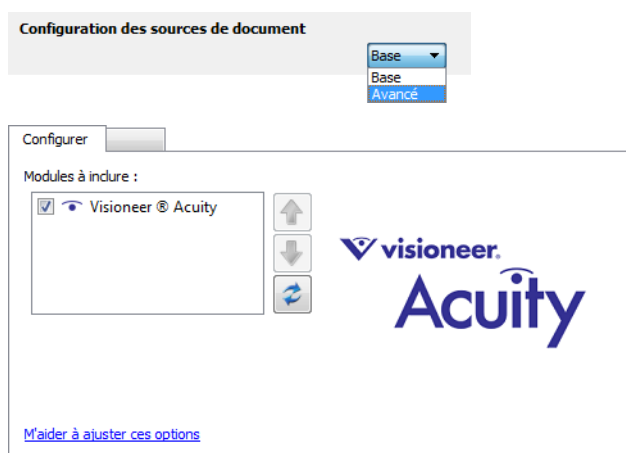 Configuration des sources de document
Base
Base
Avancé
Configurer
Modules à inclure :
Visioneer ® Acuity
visioneer.
Acuity
M'aider à ajuster ces options